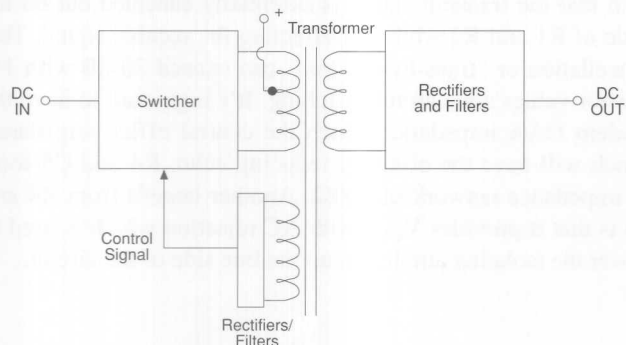 +
Transformer
DC
IN
Switcher
Rectifiers
and Filters
DC
OUT
Control
Signal
Rectifiers/
Filters